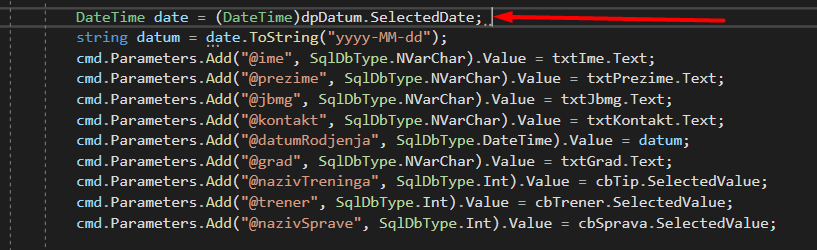 DateTime date = (DateTime)dpDatum.SelectedDate;
string datum = date.ToString("yyyy-MM-dd");
cmd.Parameters.Add("@ime", SqlDbType.NVarChar).Value = txtIme.Text;
cmd.Parameters.Add("@prezime", SqlDbType.NVarChar).Value = txtPrezime.Text;
cmd.Parameters.Add("@jbmg", SqlDbType.NVarChar).Value = txtJbmg.Text;
cmd.Parameters.Add("@kontakt", SqlDbType.NVarChar).Value = txtKontakt.Text;
cmd.Parameters.Add("@datumRodjenja", SqlDbType.DateTime).Value = datum;
cmd.Parameters.Add("@grad", SqlDbType.NVarChar).Value = txtGrad.Text;
cmd.Parameters.Add("@nazivTreninga", SqlDbType.Int).Value = cbTip.SelectedValue;
cmd.Parameters.Add("@trener", SqlDbType.Int).Value = cbTrener.SelectedValue;
cmd.Parameters.Add("@nazivSprave", SqlDbType.Int).Value = cbSprava.SelectedValue;